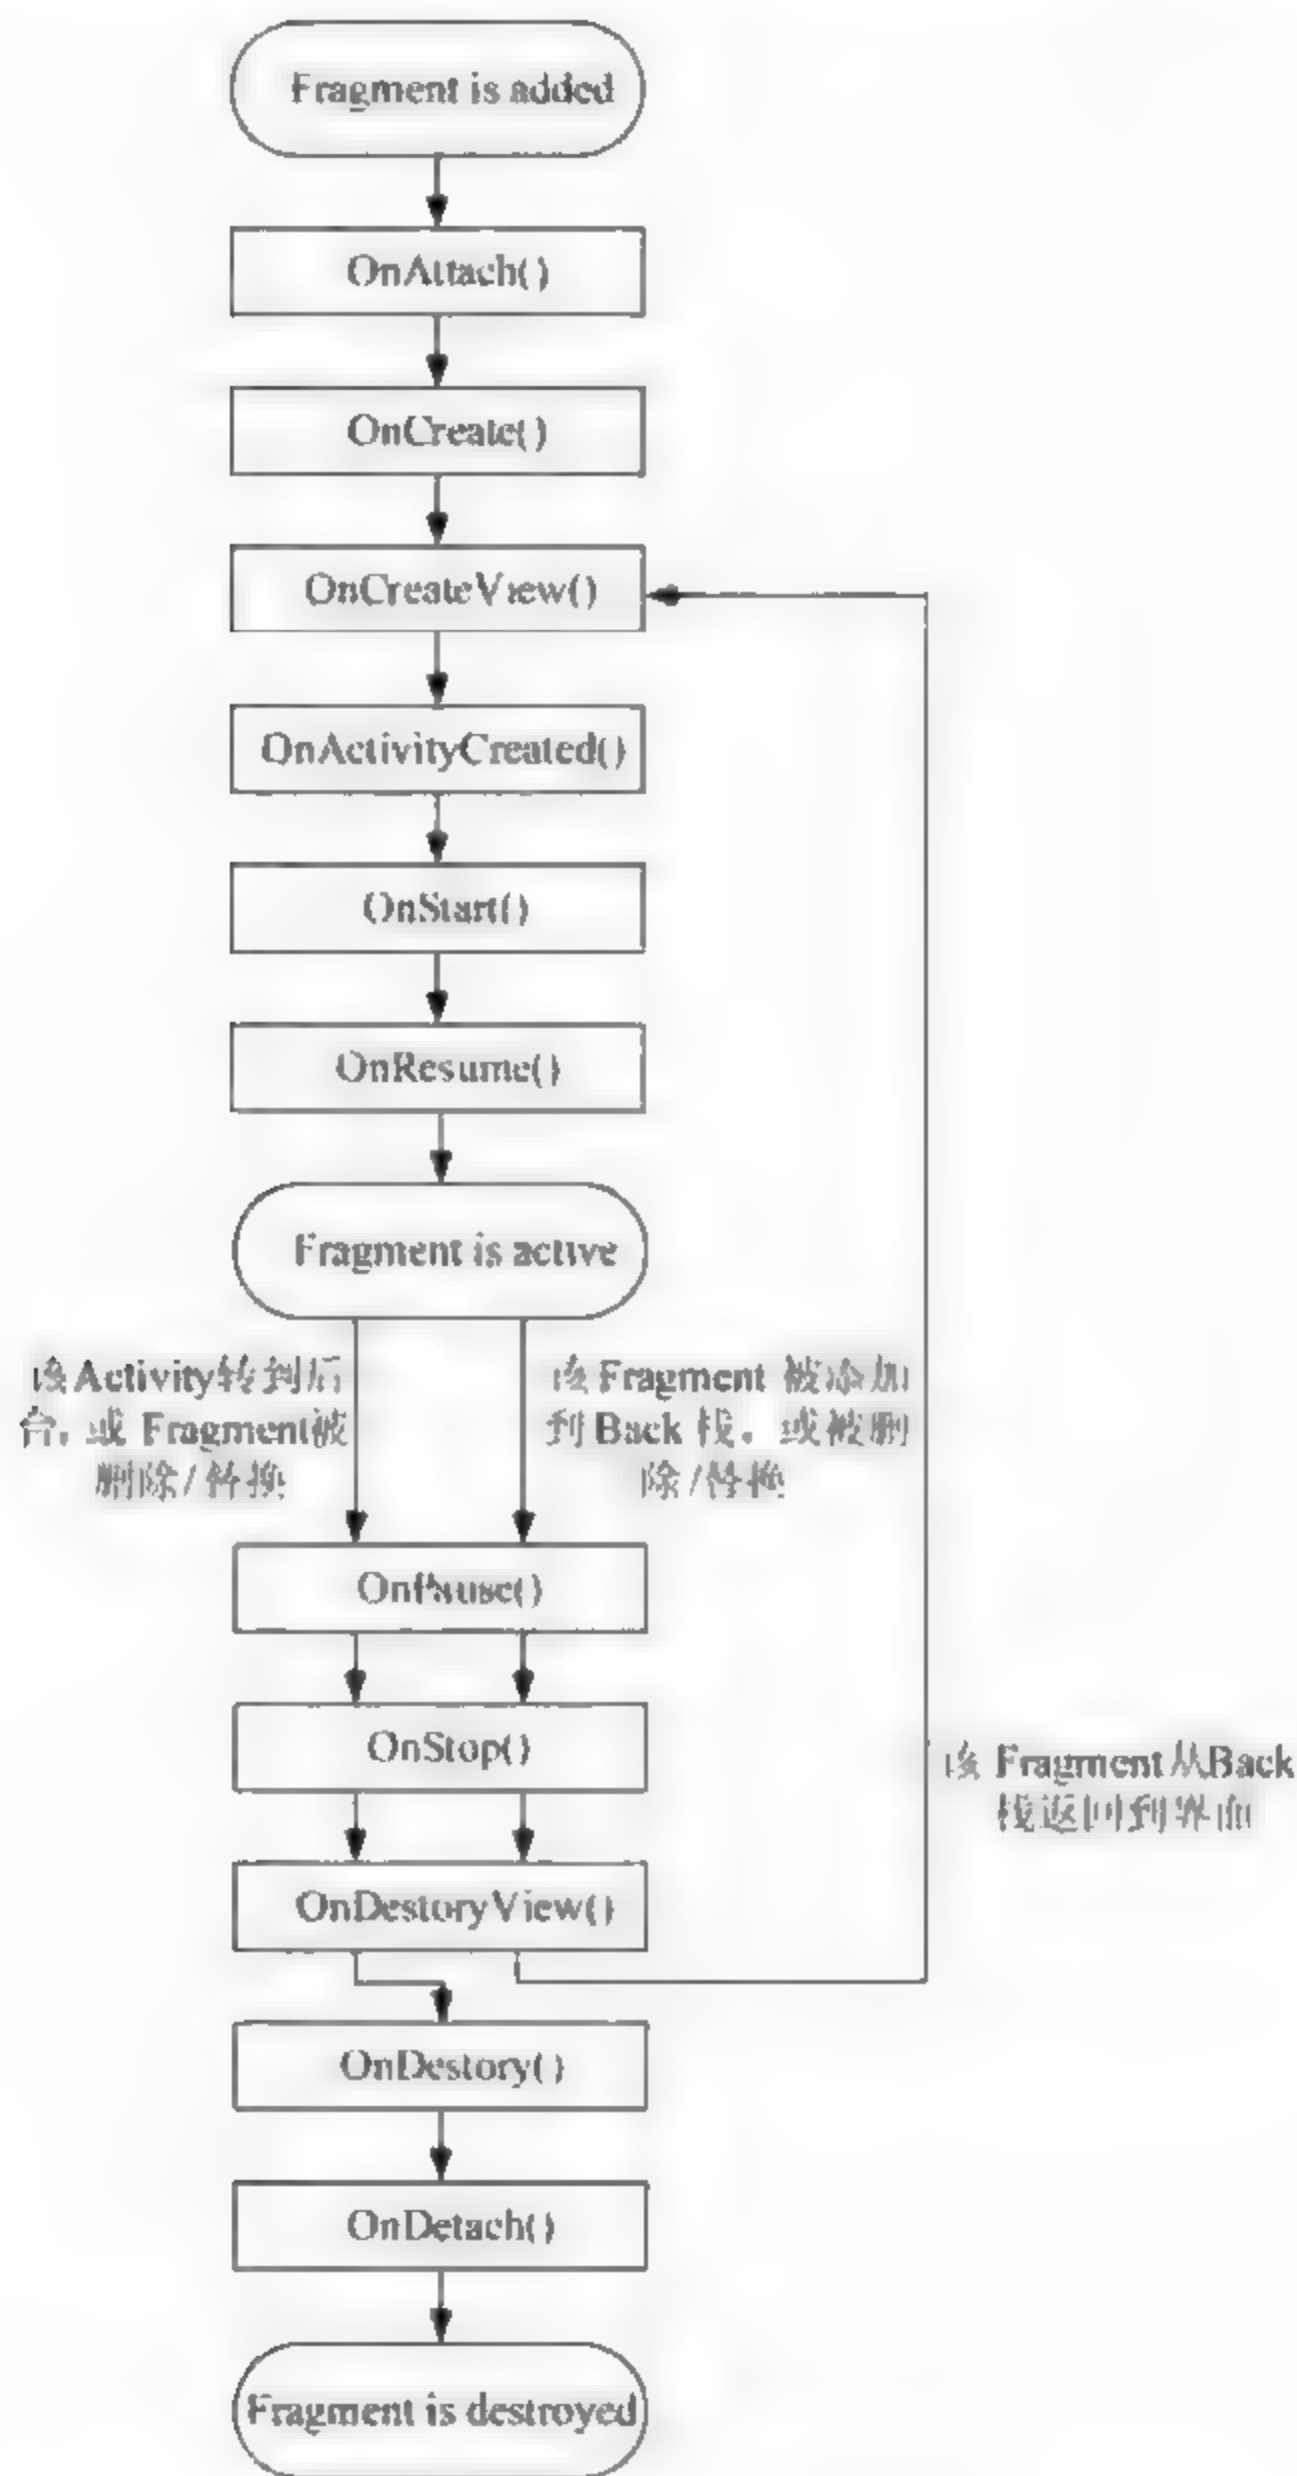 Fragment is added
OnAttach()
OnCreate()
OnCreateView()
OnActivityCreated()
OnStart()
OnResume()
Fragment is active
该Activity转到后
台，或 Fragment被
删除/替换
该 Fragment 被添加
到 Back 栈，或被删
除/替换
OnPause()
OnStop()
该 Fragment从Back
栈返回到界面
OnDestoryView()
OnDestory()
OnDetach()
Fragment is destroyed